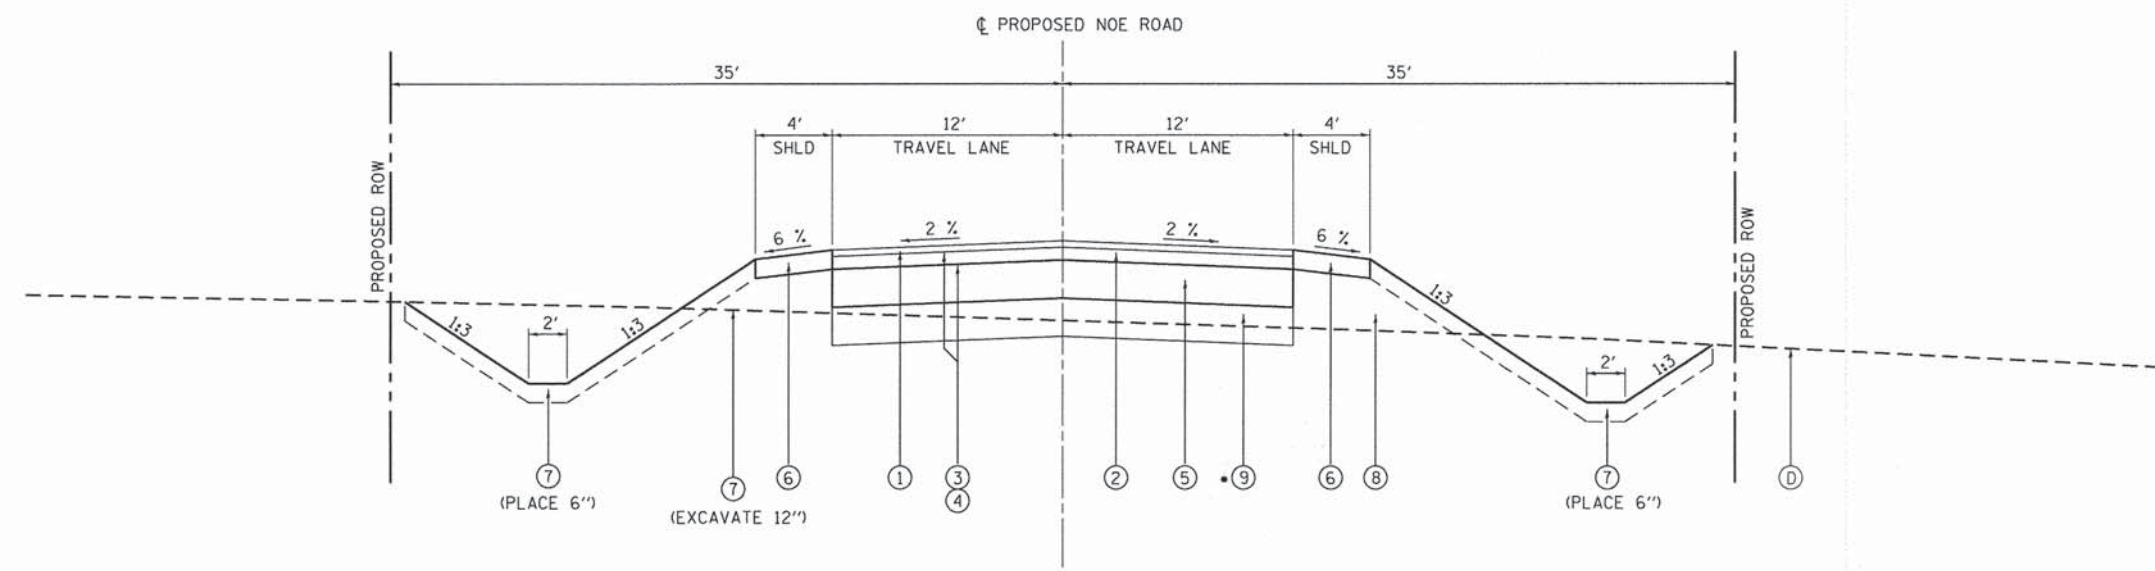 ℄ PROPOSED NOE ROAD
35'
35'
4'
12'
12'
4'
SHLD
TRAVEL LANE
TRAVEL LANE
SHLD
PROPOSED ROW
PROPOSED ROW
6 %
2 %
2 %
6 %
1:3
2'
1:3
1:3
2'
1:3
7
(PLACE 6'')
7
(EXCAVATE 12'')
6
1
3
4
2
5
9
6
8
7
(PLACE 6'')
D